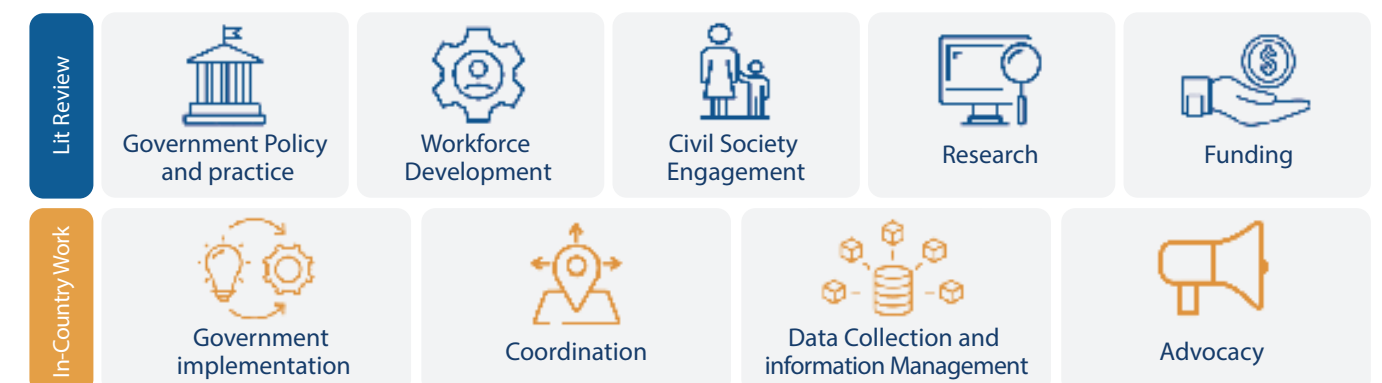 Lit Review
Government Policy
and practice
Workforce
Development
Civil Society
Engagement
Research
Funding
In-Country Work
Government
implementation
Coordination
Data Collection and
information Management
Advocacy